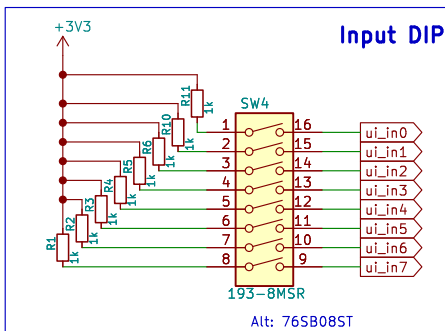 +3V3
Input DIP
R11
1k
SW4
R10
1k
R6
1k
R5
1k
R4
1k
R3
1k
R2
1k
R1
1k
1 16 ui_in0
2 15 ui_in1
3 14 ui_in2
4 13 ui_in3
5 12 ui_in4
6 11 ui_in5
7 10 ui_in6
8 9 ui_in7
193-8MSR
Alt: 76SB08ST